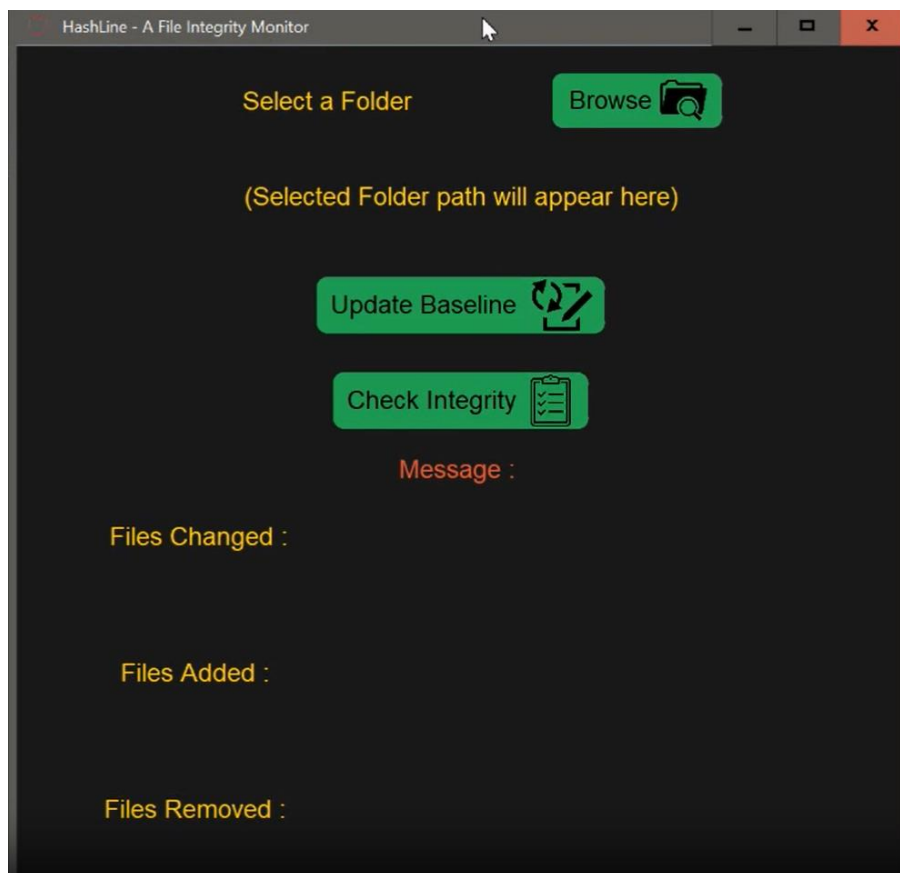 HashLine - A File Integrity Monitor
Select a Folder
Browse
(Selected Folder path will appear here)
Update Baseline
Check Integrity
Message :
Files Changed :
Files Added :
Files Removed :